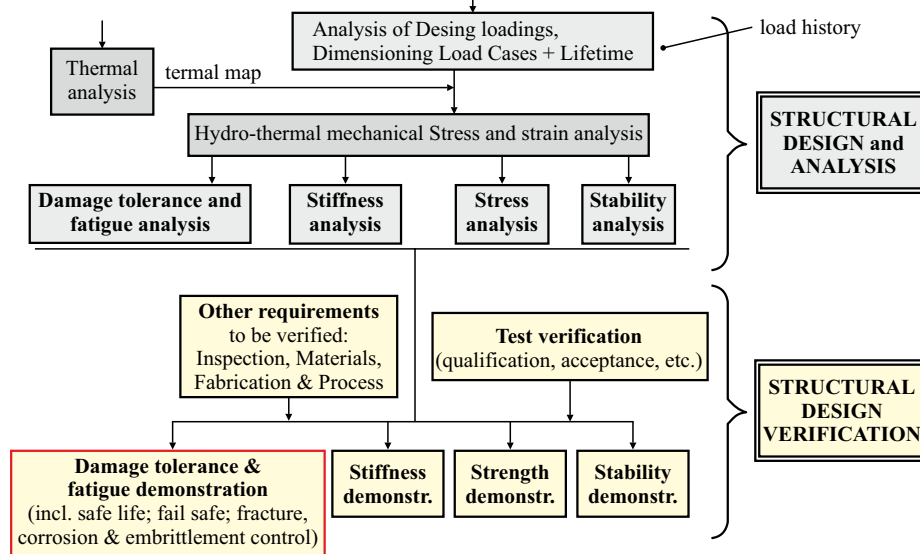 Analysis of Desing loadings,
Dimensioning Load Cases + Lifetime
load history
Thermal
analysis
termal map
Hydro-thermal mechanical Stress and strain analysis
STRUCTURAL
DESIGN and
ANALYSIS
Damage tolerance and
fatigue analysis
Stiffness
analysis
Stress
analysis
Stability
analysis
Other requirements
to be verified:
Inspection, Materials,
Fabrication & Process
Test verification
(qualification, acceptance, etc.)
STRUCTURAL
DESIGN
VERIFICATION
Damage tolerance &
fatigue demonstration
(incl. safe life; fail safe; fracture,
corrosion & embrittlement control)
Stiffness
demonstr.
Strength
demonstr.
Stability
demonstr.